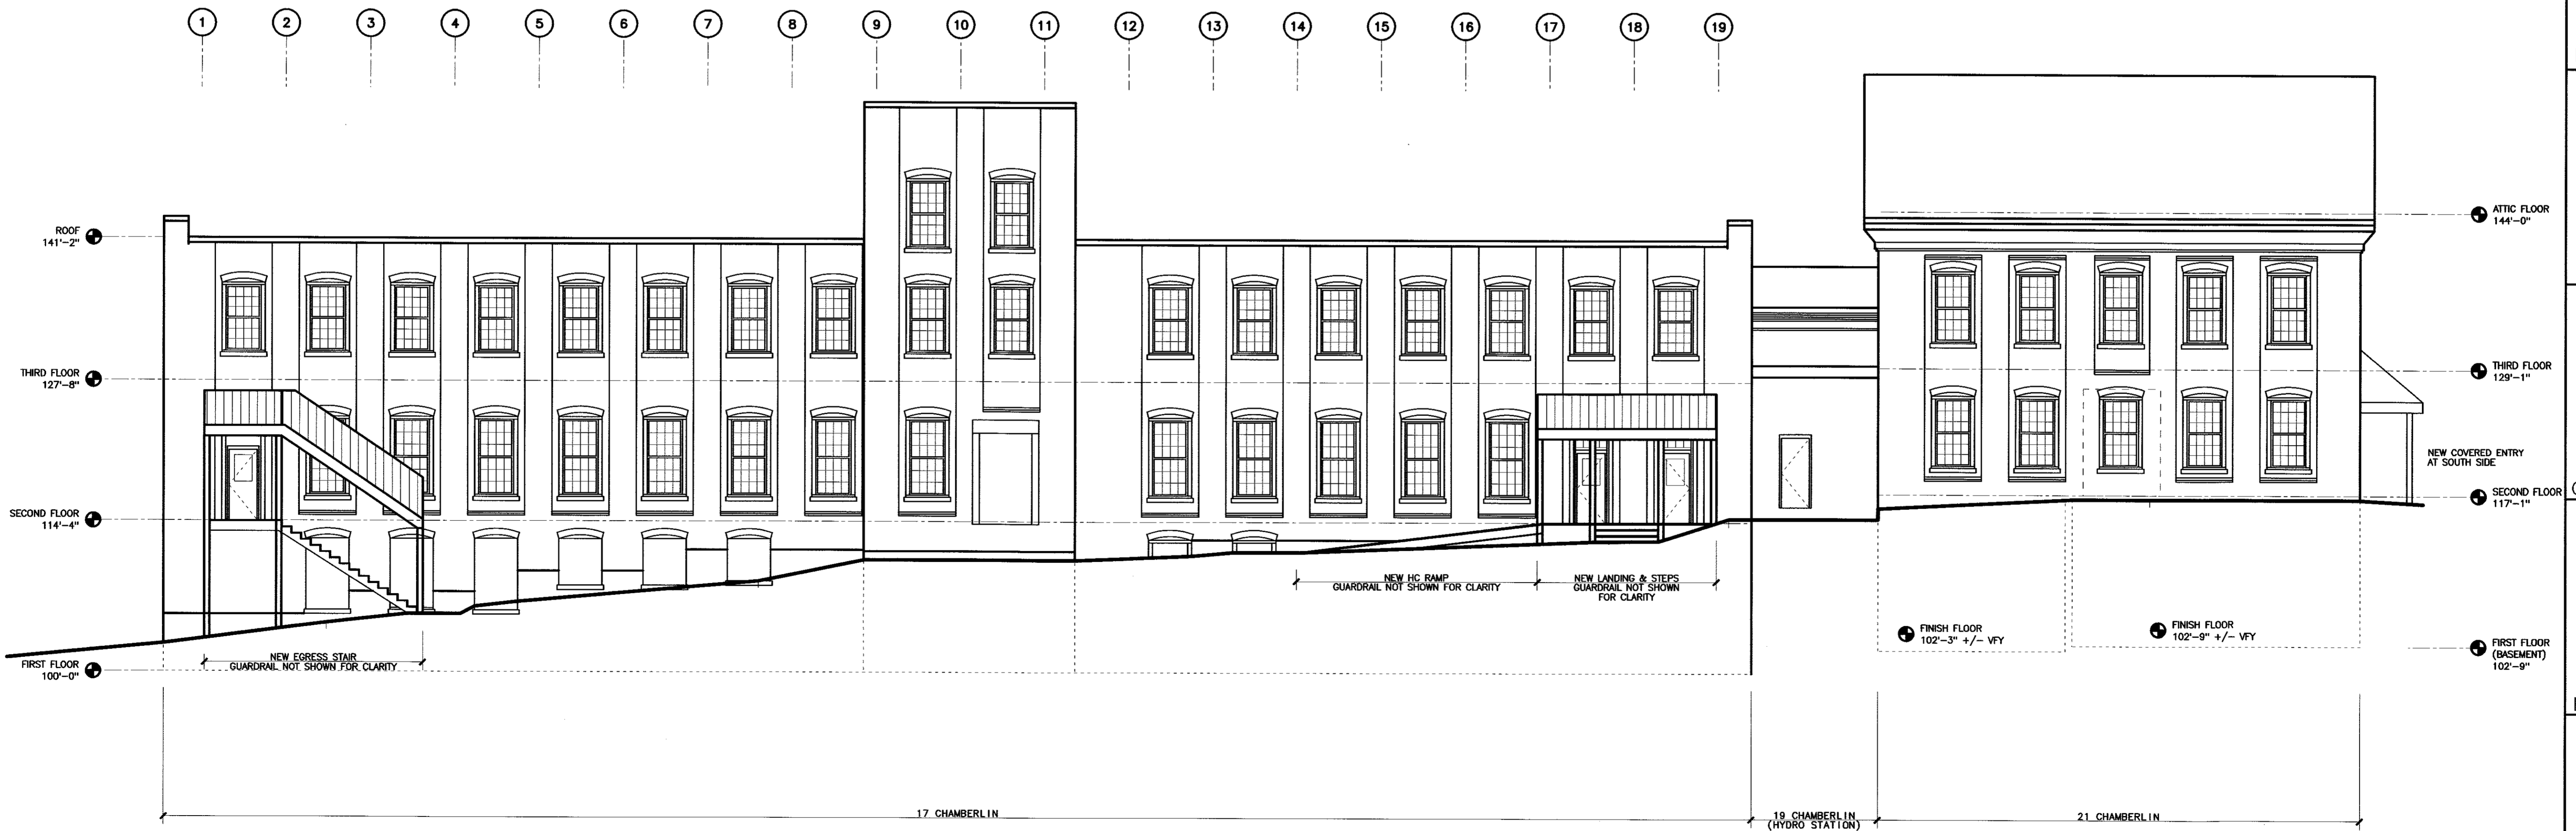 1 2 3 4 5 6 7 8 9 10 11 12 13 14 15 16 17 18 19
ROOF
141'-2"
THIRD FLOOR
127'-8"
SECOND FLOOR
114'-4"
FIRST FLOOR
100'-0"
NEW EGRESS STAIR
GUARDRAIL NOT SHOWN FOR CLARITY
NEW HC RAMP
GUARDRAIL NOT SHOWN FOR CLARITY
NEW LANDING & STEPS
GUARDRAIL NOT SHOWN
FOR CLARITY
FINISH FLOOR
102'-3" +/- VFY
FINISH FLOOR
102'-9" +/- VFY
ATTIC FLOOR
144'-0"
THIRD FLOOR
129'-1"
NEW COVERED ENTRY
AT SOUTH SIDE
SECOND FLOOR
117'-1"
FIRST FLOOR
(BASEMENT)
102'-9"
17 CHAMBERLIN
19 CHAMBERLIN
(HYDRO STATION)
21 CHAMBERLIN